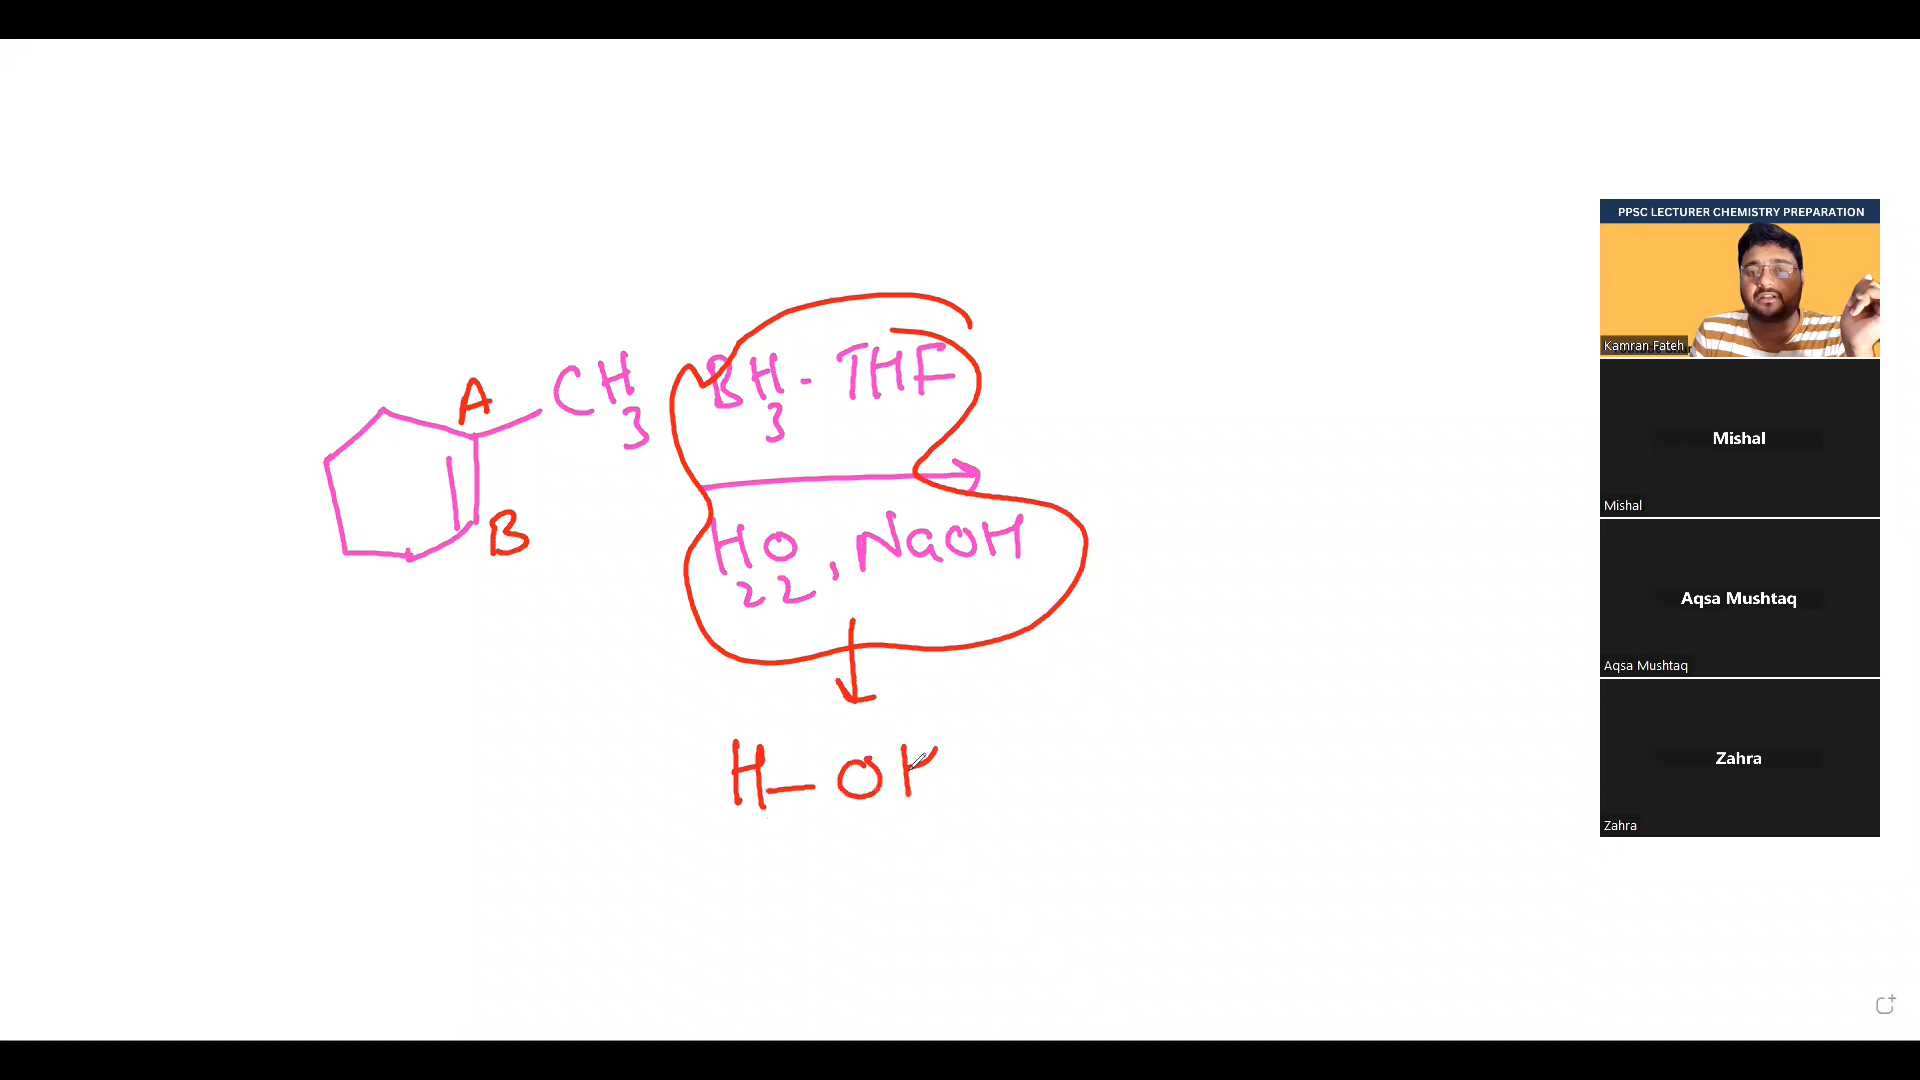 PPSC LECTURER CHEMISTRY PREPARATION
Kamran Fateh
Mishal
Mishal
Aqsa Mushtaq
Aqsa Mushtaq
Zahra
Zahra
A
CH3
BH3 - THF
B
H2O2, NaOH
H - O